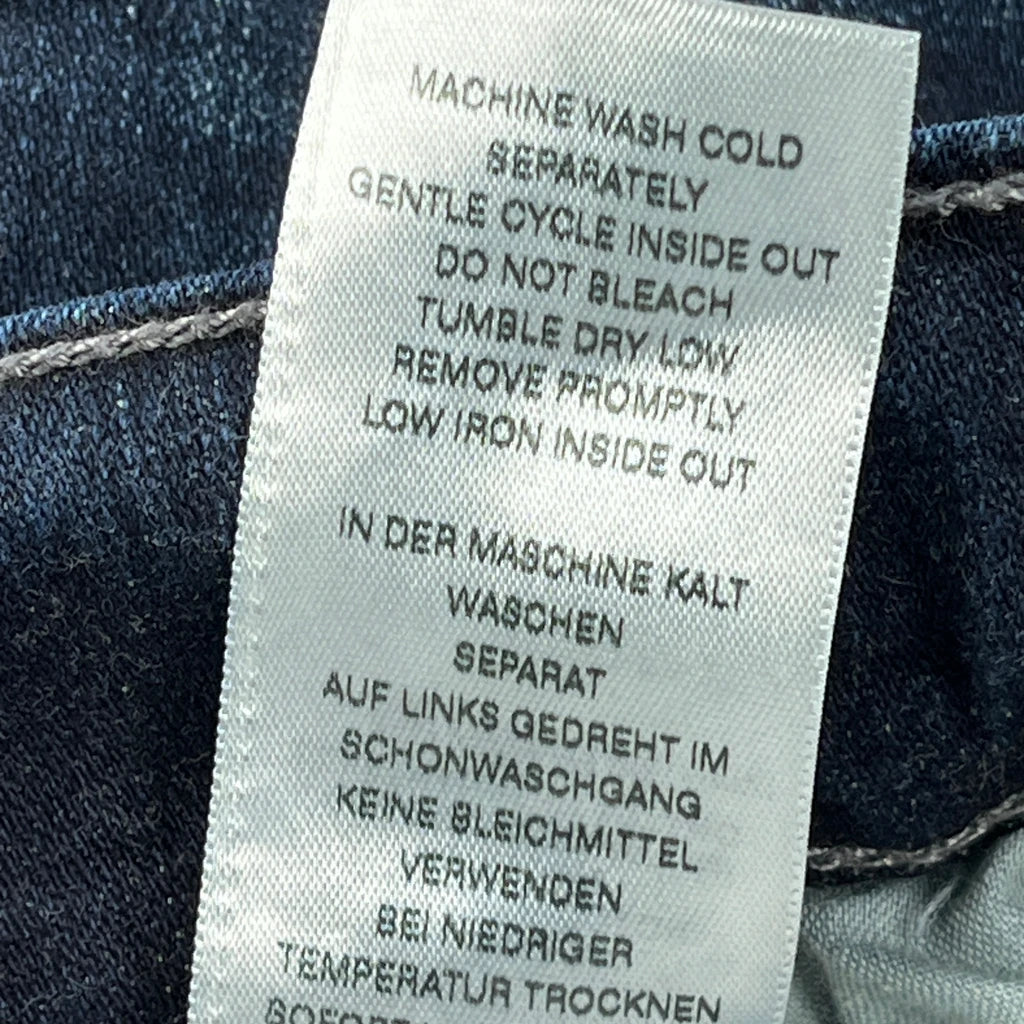 MACHINE WASH COLD
SEPARATELY
GENTLE CYCLE INSIDE OUT
DO NOT BLEACH
TUMBLE DRY LOW
REMOVE PROMPTLY
LOW IRON INSIDE OUT
IN DER MASCHINE KALT
WASCHEN
SEPARAT
AUF LINKS GEDREHT IM
SCHONWASCHGANG
KEINE BLEICHMITTEL
VERWENDEN
BEI NIEDRIGER
TEMPERATUR TROCKNEN
SOFORT